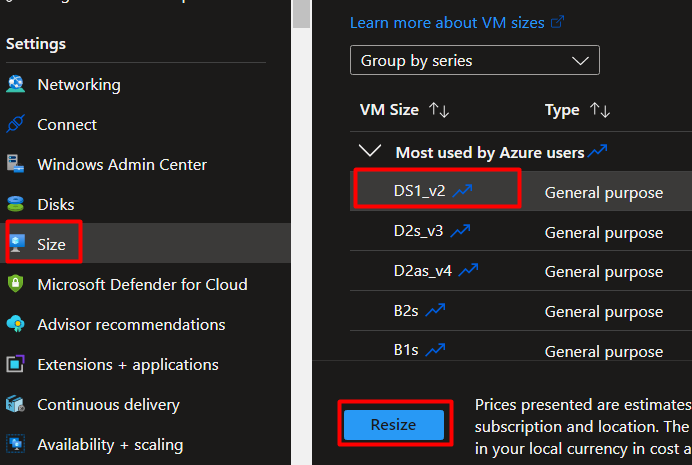 Settings
Networking
Connect
Windows Admin Center
Disks
Size
Microsoft Defender for Cloud
Advisor recommendations
Extensions + applications
Continuous delivery
Availability + scaling
Learn more about VM sizes
Group by series
VM Size Type
Most used by Azure users
DS1_v2 General purpose
D2s_v3 General purpose
D2as_v4 General purpose
B2s General purpose
B1s General purpose
Resize
Prices presented are estimates
subscription and location. The
in your local currency in cost a